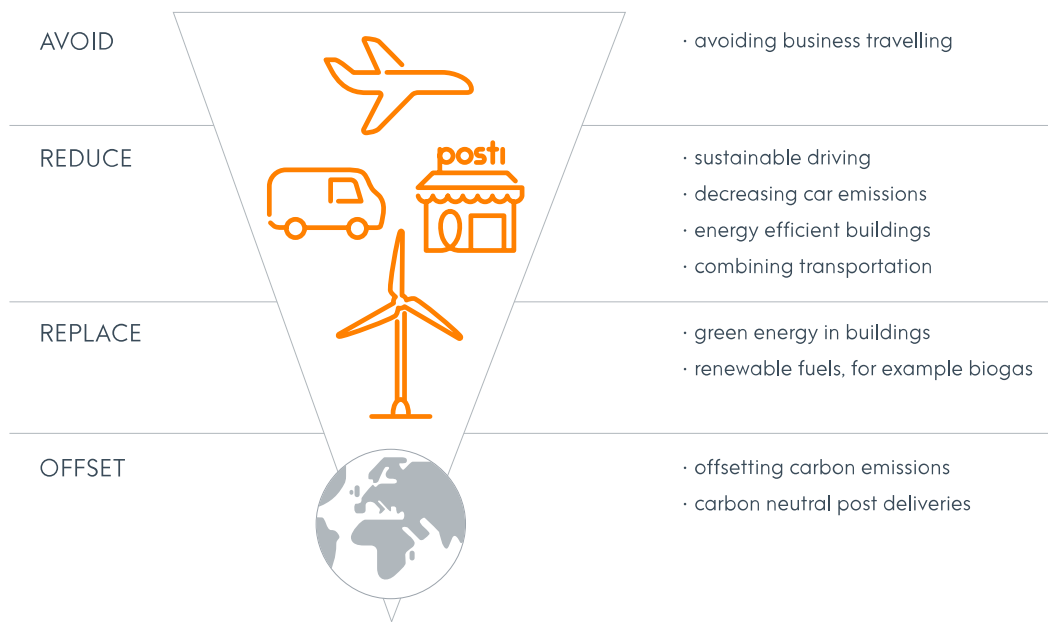 AVOID
· avoiding business travelling
REDUCE
posti
· sustainable driving
· decreasing car emissions
· energy efficient buildings
· combining transportation
REPLACE
· green energy in buildings
· renewable fuels, for example biogas
OFFSET
· offsetting carbon emissions
· carbon neutral post deliveries